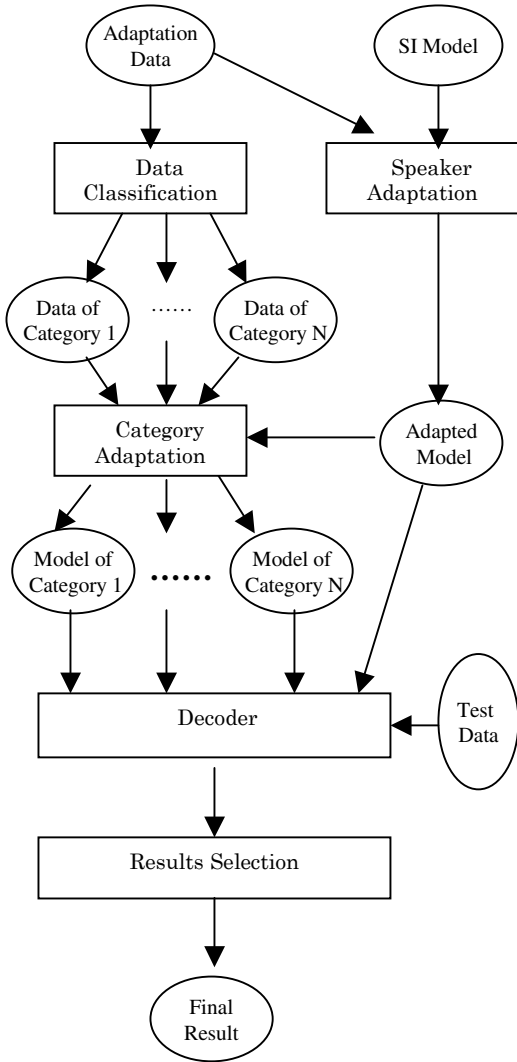 Adaptation
Data
SI Model
Data
Classification
Speaker
Adaptation
Data of
Category 1
......
Data of
Category N
Category
Adaptation
Adapted
Model
Model of
Category 1
......
Model of
Category N
Decoder
Test
Data
Results Selection
Final
Result